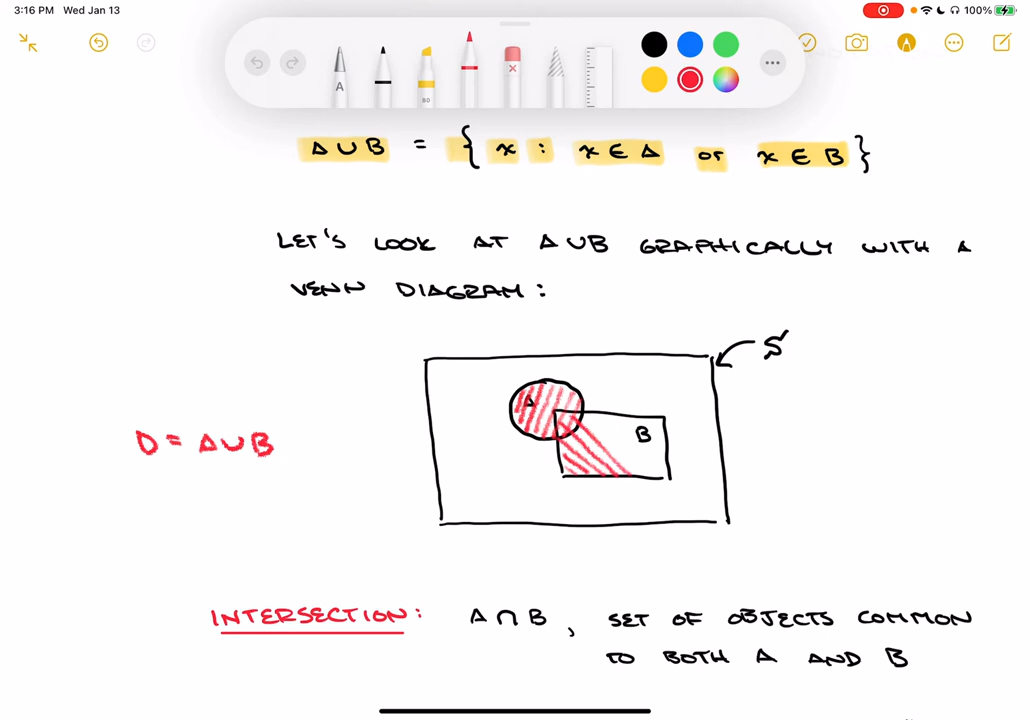 3:16 PM Wed Jan 13 100%
A
80
A ∪ B = { x : x ∈ A or x ∈ B }
LET'S LOOK AT A ∪ B GRAPHICALLY WITH A
VENN DIAGRAM:
S
A
B
D = A ∪ B
INTERSECTION: A ∩ B, SET OF OBJECTS COMMON
TO BOTH A AND B